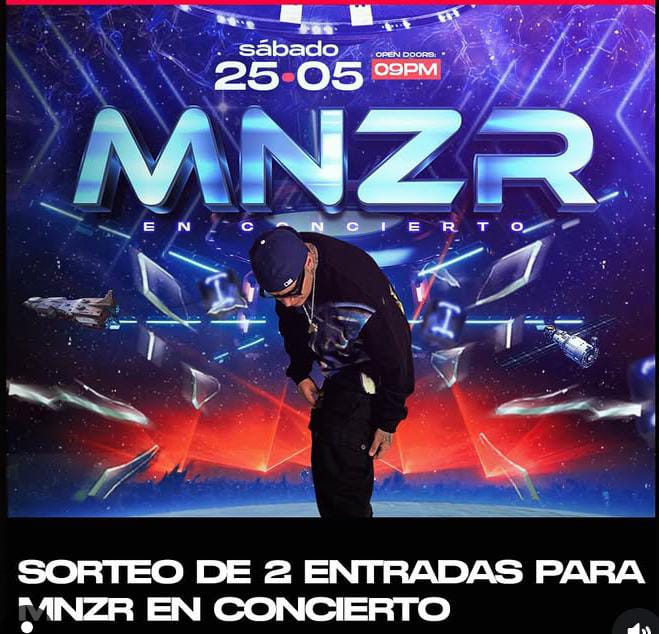 sábado
25•05
OPEN DOORS:
09PM
MNZR
EN CONCIERTO
SORTEO DE 2 ENTRADAS PARA
MNZR EN CONCIERTO